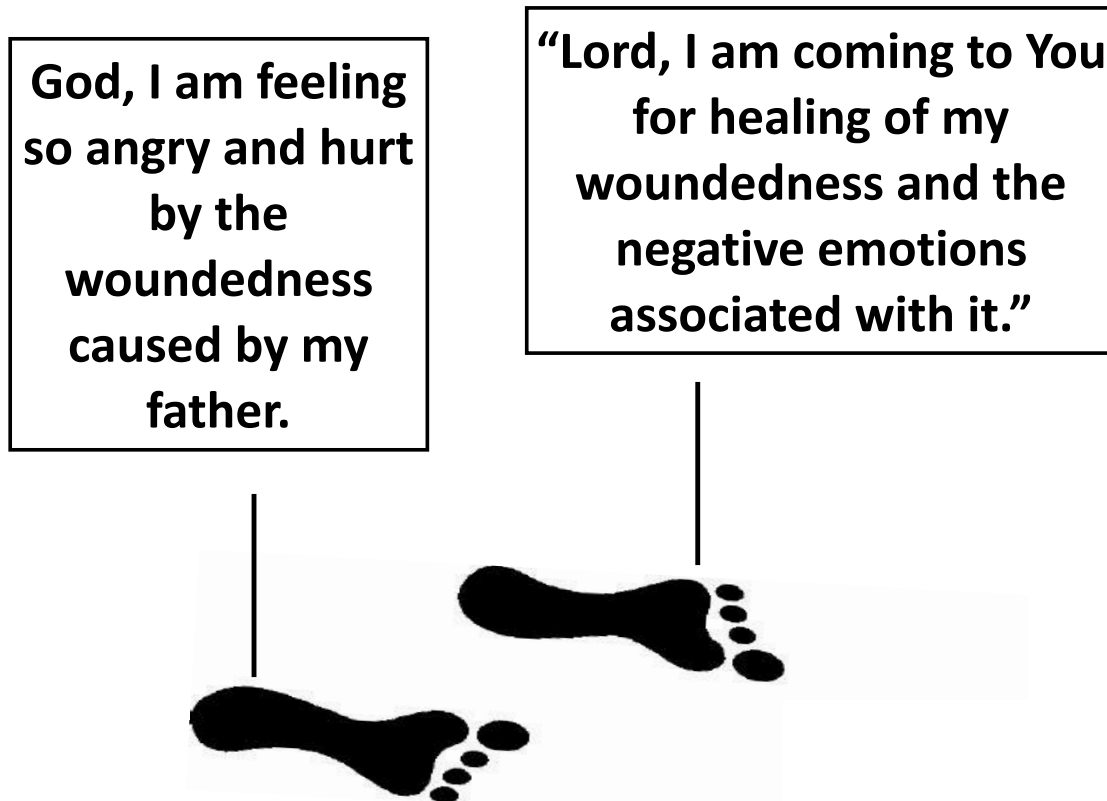 God, I am feeling
so angry and hurt
by the
woundedness
caused by my
father.
“Lord, I am coming to You
for healing of my
woundedness and the
negative emotions
associated with it.”